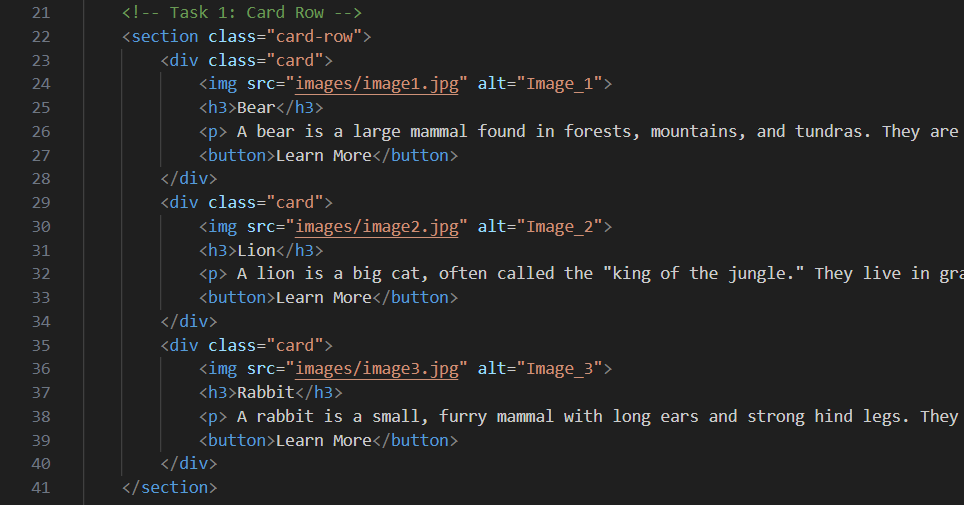 21 <!-- Task 1: Card Row -->
22 <section class="card-row">
23 <div class="card">
24 <img src="images/image1.jpg" alt="Image_1">
25 <h3>Bear</h3>
26 <p> A bear is a large mammal found in forests, mountains, and tundras. They are
27 <button>Learn More</button>
28 </div>
29 <div class="card">
30 <img src="images/image2.jpg" alt="Image_2">
31 <h3>Lion</h3>
32 <p> A lion is a big cat, often called the "king of the jungle." They live in gra
33 <button>Learn More</button>
34 </div>
35 <div class="card">
36 <img src="images/image3.jpg" alt="Image_3">
37 <h3>Rabbit</h3>
38 <p> A rabbit is a small, furry mammal with long ears and strong hind legs. They
39 <button>Learn More</button>
40 </div>
41 </section>